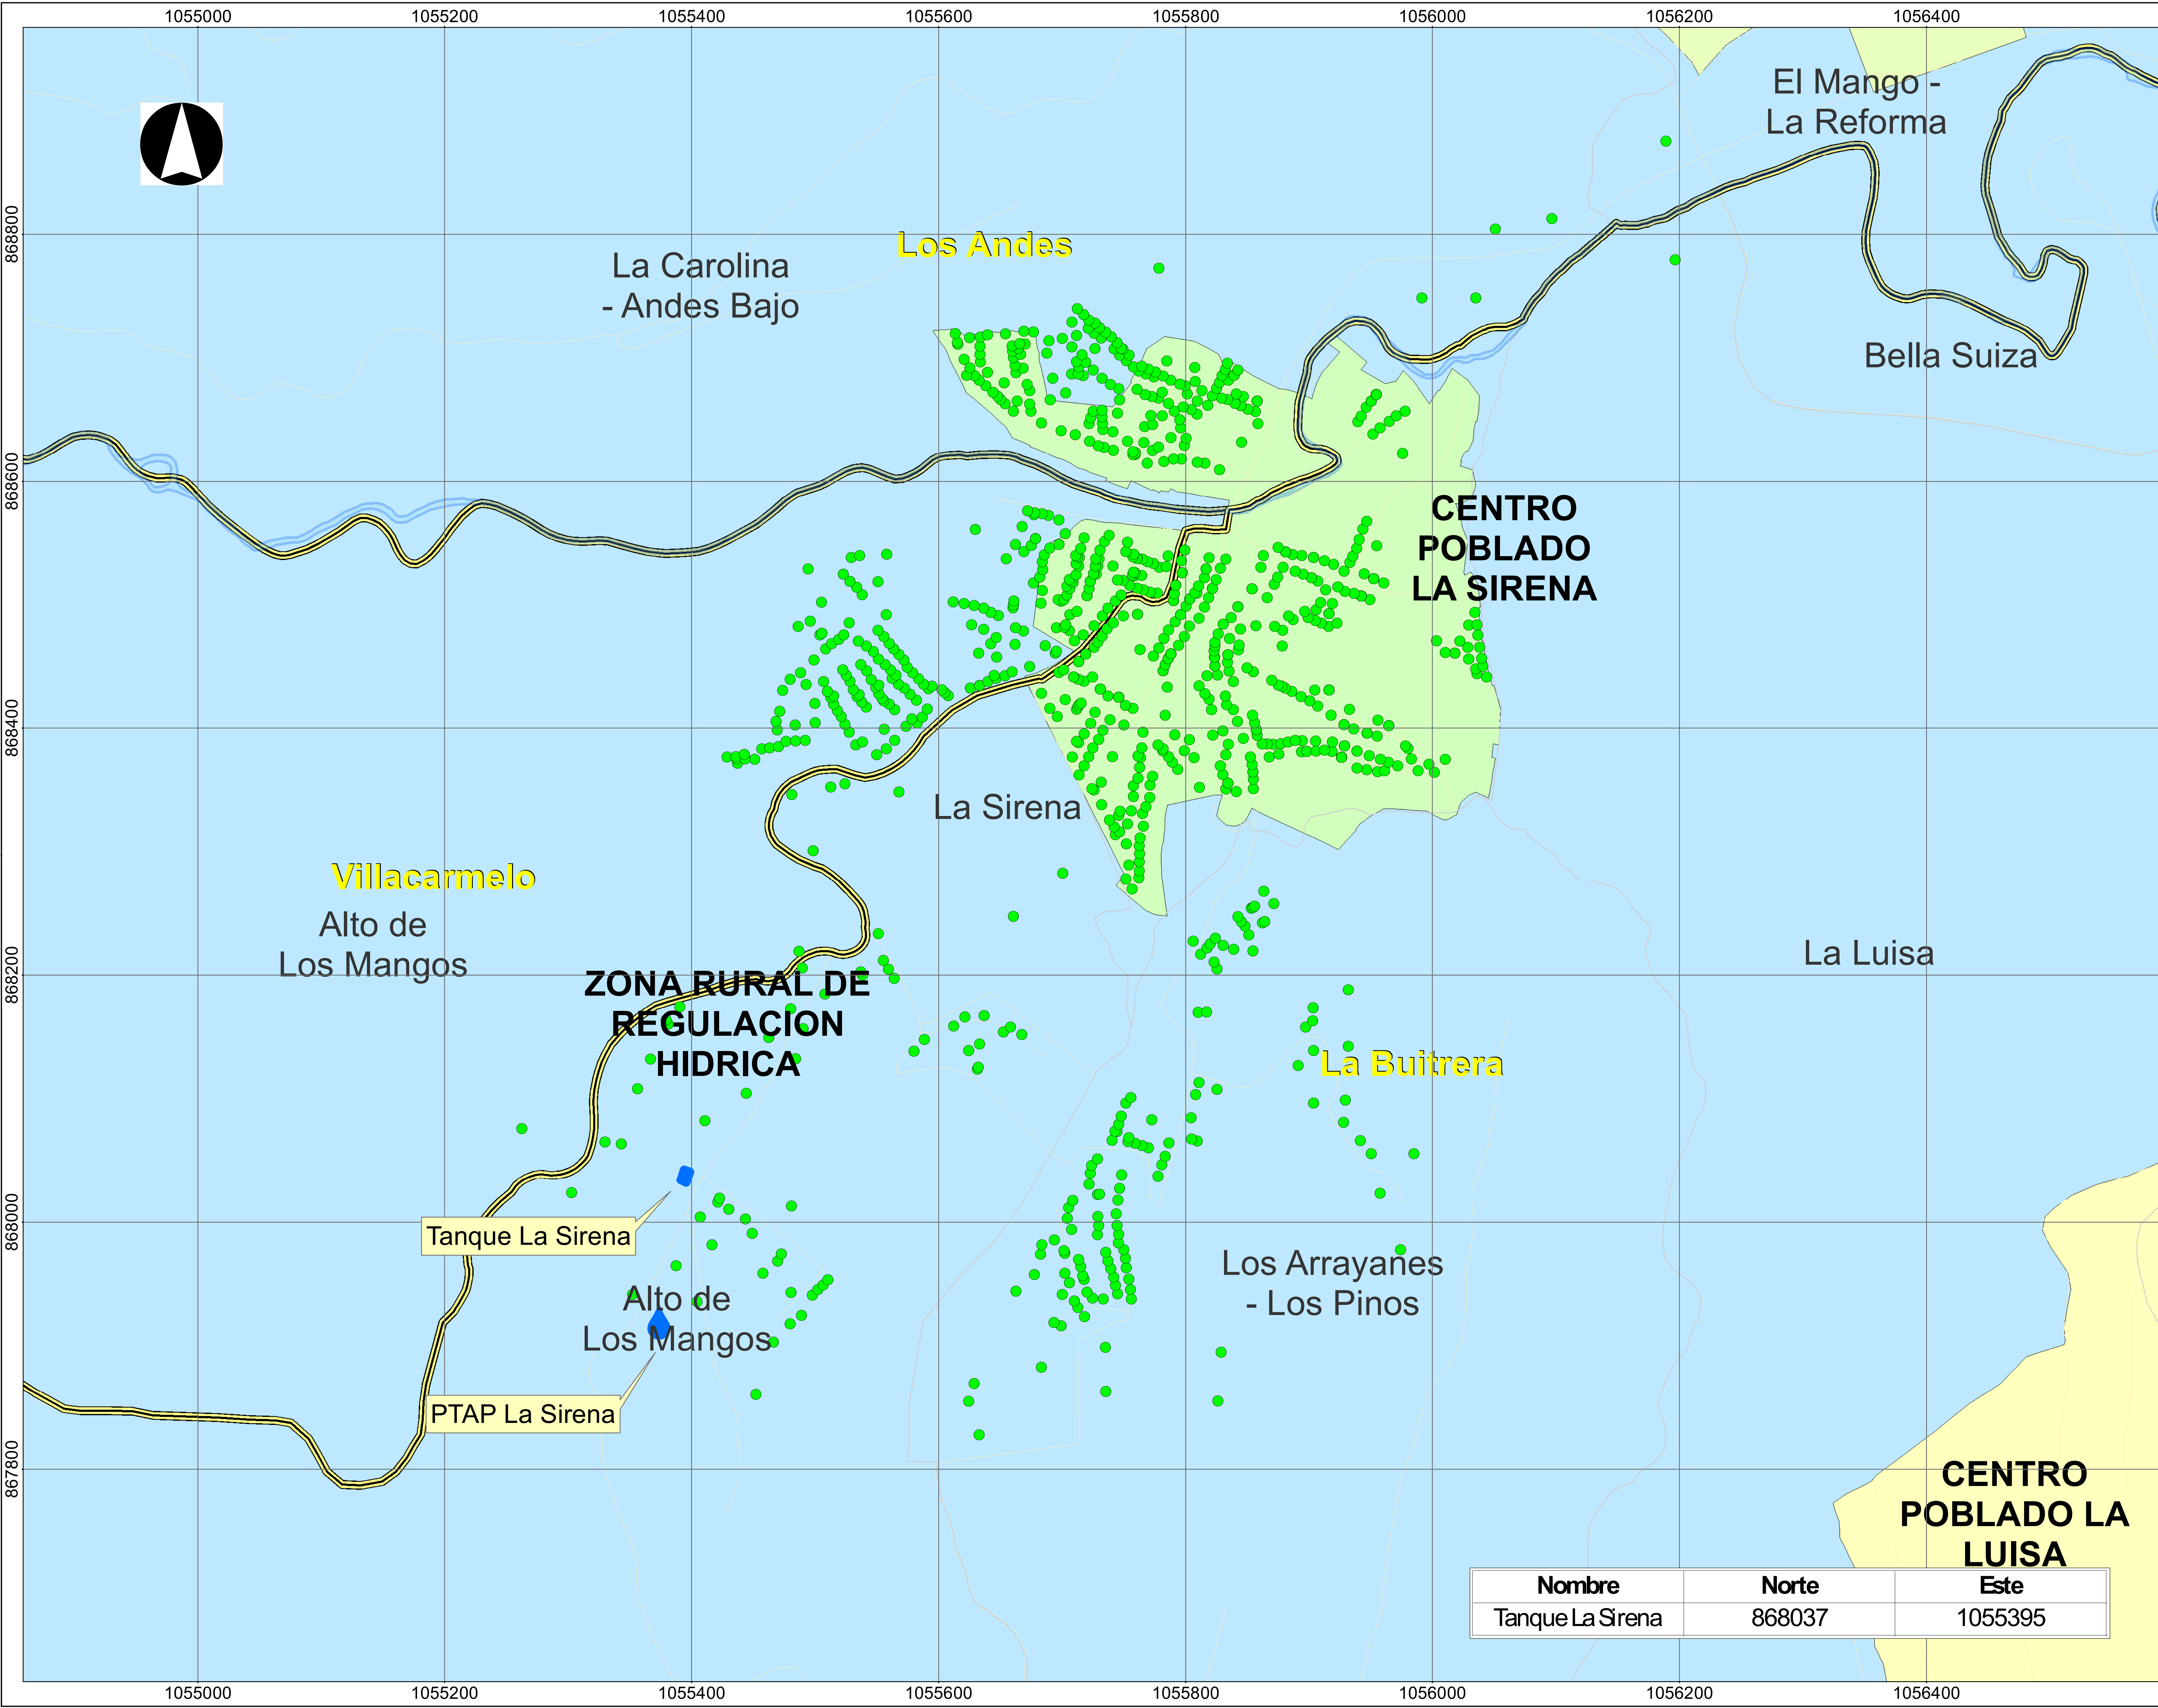 1055000 1055200 1055400 1055600 1055800 1056000 1056200 1056400
El Mango -
La Reforma
868800
Los Andes
La Carolina
- Andes Bajo
Bella Suiza
868600
CENTRO
POBLADO
LA SIRENA
868400
La Sirena
Villacarmelo
Alto de
Los Mangos
La Luisa
868200
ZONA RURAL DE
REGULACION
HIDRICA
La Buitrera
868000
Tanque La Sirena
Los Arrayanes
- Los Pinos
Alto de
Los Mangos
PTAP La Sirena
867800
CENTRO
POBLADO LA
LUISA
Nombre Norte Este
Tanque La Sirena 868037 1055395
1055000 1055200 1055400 1055600 1055800 1056000 1056200 1056400